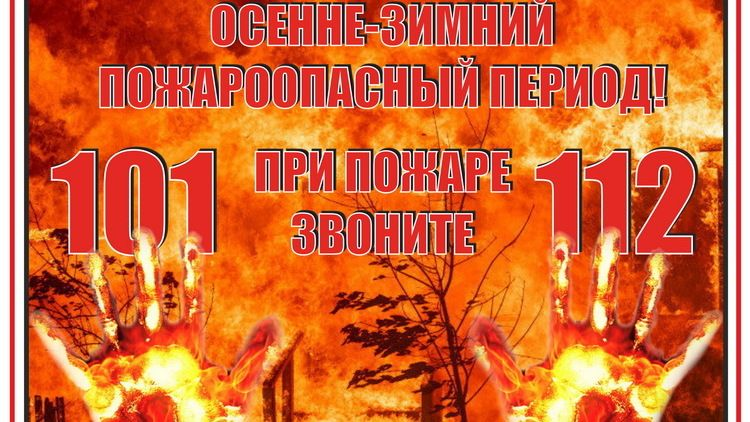 ОСЕННЕ-ЗИМНИЙ
ПОЖАРООПАСНЫЙ ПЕРИОД!
101 ПРИ ПОЖАРЕ 112
ЗВОНИТЕ